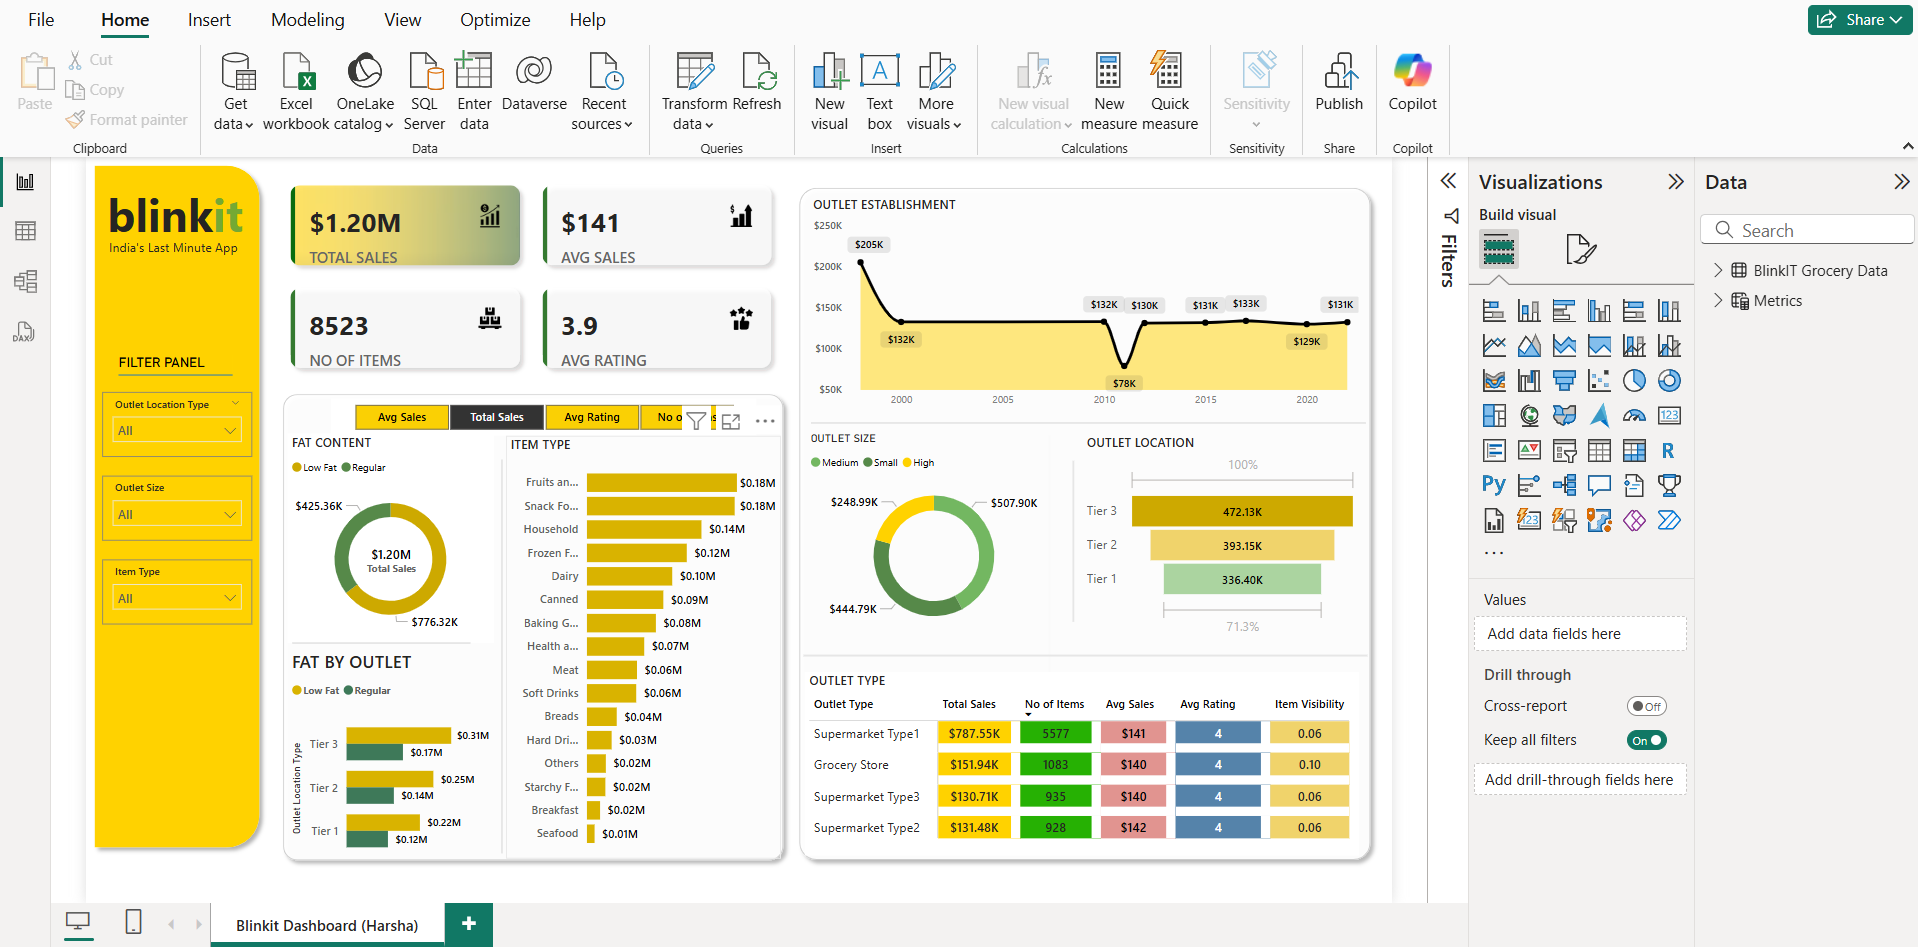 File Home Insert Modeling View Optimize Help
Share
Paste
Cut
Copy
Format painter
Clipboard
Get data
Excel workbook
OneLake catalog
SQL Server
Enter data
Dataverse
Recent sources
Data
Transform data
Refresh
Queries
New visual
Text box
More visuals
Insert
New visual calculation
New measure
Quick measure
Calculations
Sensitivity
Sensitivity
Publish
Share
Copilot
Copilot
blinkit
India's Last Minute App
FILTER PANEL
Outlet Location Type
All
Outlet Size
All
Item Type
All
$1.20M
TOTAL SALES
$141
AVG SALES
8523
NO OF ITEMS
3.9
AVG RATING
Avg Sales Total Sales Avg Rating No o
FAT CONTENT
Low Fat Regular
$425.36K
$1.20M
Total Sales
$776.32K
FAT BY OUTLET
Low Fat Regular
Outlet Location Type
Tier 3 $0.31M
$0.17M
Tier 2 $0.25M
$0.14M
Tier 1 $0.22M
$0.12M
ITEM TYPE
Fruits an... $0.18M
Snack Fo... $0.18M
Household $0.14M
Frozen F... $0.12M
Dairy $0.10M
Canned $0.09M
Baking G... $0.08M
Health a... $0.07M
Meat $0.06M
Soft Drinks $0.06M
Breads $0.04M
Hard Dri... $0.03M
Others $0.02M
Starchy F... $0.02M
Breakfast $0.02M
Seafood $0.01M
OUTLET ESTABLISHMENT
$250K
$200K
$150K
$100K
$50K
$205K
$132K
$132K
$78K
$130K
$131K
$133K
$129K
$131K
2000 2005 2010 2015 2020
OUTLET SIZE
Medium Small High
$248.99K
$507.90K
$444.79K
OUTLET LOCATION
100%
Tier 3 472.13K
Tier 2 393.15K
Tier 1 336.40K
71.3%
OUTLET TYPE
Outlet Type Total Sales No of Items Avg Sales Avg Rating Item Visibility
Supermarket Type1 $787.55K 5577 $141 4 0.06
Grocery Store $151.94K 1083 $140 4 0.10
Supermarket Type3 $130.71K 935 $140 4 0.06
Supermarket Type2 $131.48K 928 $142 4 0.06
Filters
Visualizations
Build visual
123
R
Py
123
Values
Add data fields here
Drill through
Cross-report Off
Keep all filters On
Add drill-through fields here
Data
Search
BlinkIT Grocery Data
Metrics
DAX
Blinkit Dashboard (Harsha)